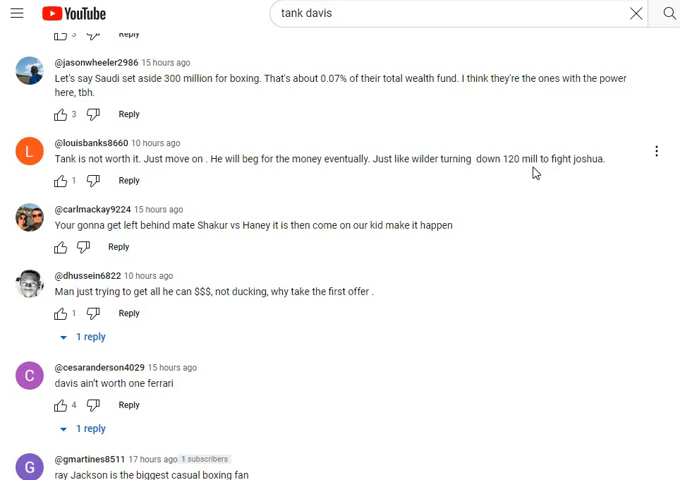 YouTube
tank davis
3
Reply
@jasonwheeler2986 15 hours ago
Let's say Saudi set aside 300 million for boxing. That's about 0.07% of their total wealth fund. I think they're the ones with the power
here, tbh.
3
Reply
L
@louisbanks8660 10 hours ago
Tank is not worth it. Just move on . He will beg for the money eventually. Just like wilder turning down 120 mill to fight joshua.
1
Reply
@carlmackay9224 15 hours ago
Your gonna get left behind mate Shakur vs Haney it is then come on our kid make it happen
Reply
@dhussein6822 10 hours ago
Man just trying to get all he can $$$, not ducking, why take the first offer .
1
Reply
1 reply
C
@cesaranderson4029 15 hours ago
davis ain't worth one ferrari
4
Reply
1 reply
G
@gmartines8511 17 hours ago 1 subscribers
ray Jackson is the biggest casual boxing fan